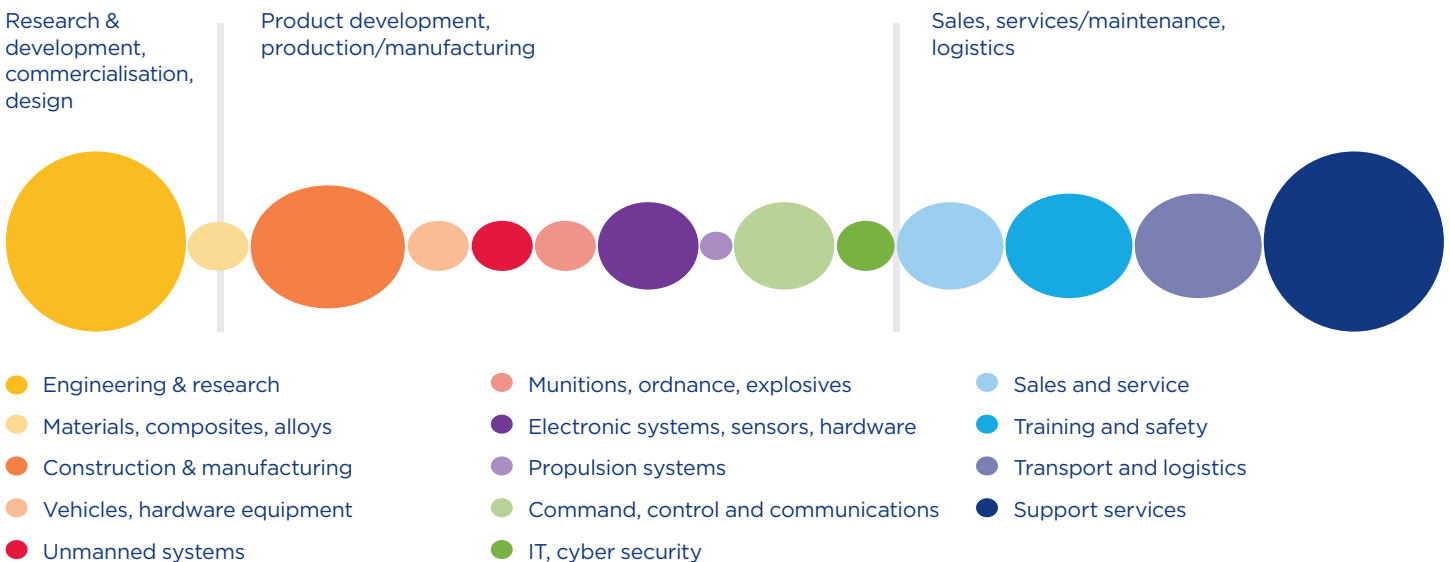 Research &
development,
commercialisation,
design
Product development,
production/manufacturing
Sales, services/maintenance,
logistics
Engineering & research
Materials, composites, alloys
Construction & manufacturing
Vehicles, hardware equipment
Unmanned systems
Munitions, ordnance, explosives
Electronic systems, sensors, hardware
Propulsion systems
Command, control and communications
IT, cyber security
Sales and service
Training and safety
Transport and logistics
Support services